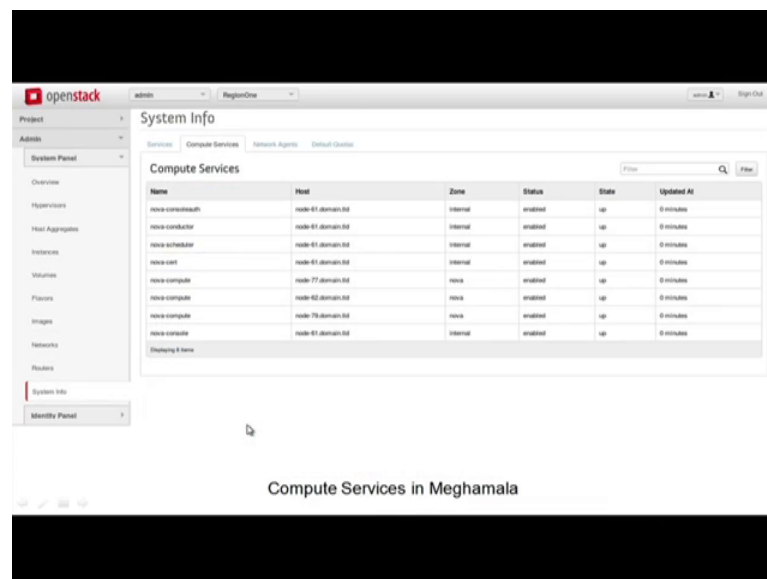 openstack admin RegionOne admin Sign Out
Project
System Info
Admin
Services Compute Services Network Agents Default Quotas
System Panel
Compute Services
Filter Filter
Overview
Name Host Zone Status State Updated At
Hypervisors
nova-consoleauth node-61.domain.tld internal enabled up 0 minutes
Host Aggregates
nova-conductor node-61.domain.tld internal enabled up 0 minutes
nova-scheduler node-61.domain.tld internal enabled up 0 minutes
Instances
nova-cert node-61.domain.tld internal enabled up 0 minutes
Volumes
nova-compute node-77.domain.tld nova enabled up 0 minutes
Flavors
nova-compute node-62.domain.tld nova enabled up 0 minutes
Images
nova-compute node-79.domain.tld nova enabled up 0 minutes
Networks
nova-console node-61.domain.tld internal enabled up 0 minutes
Displaying 8 items
Routers
System Info
Identity Panel
Compute Services in Meghamala